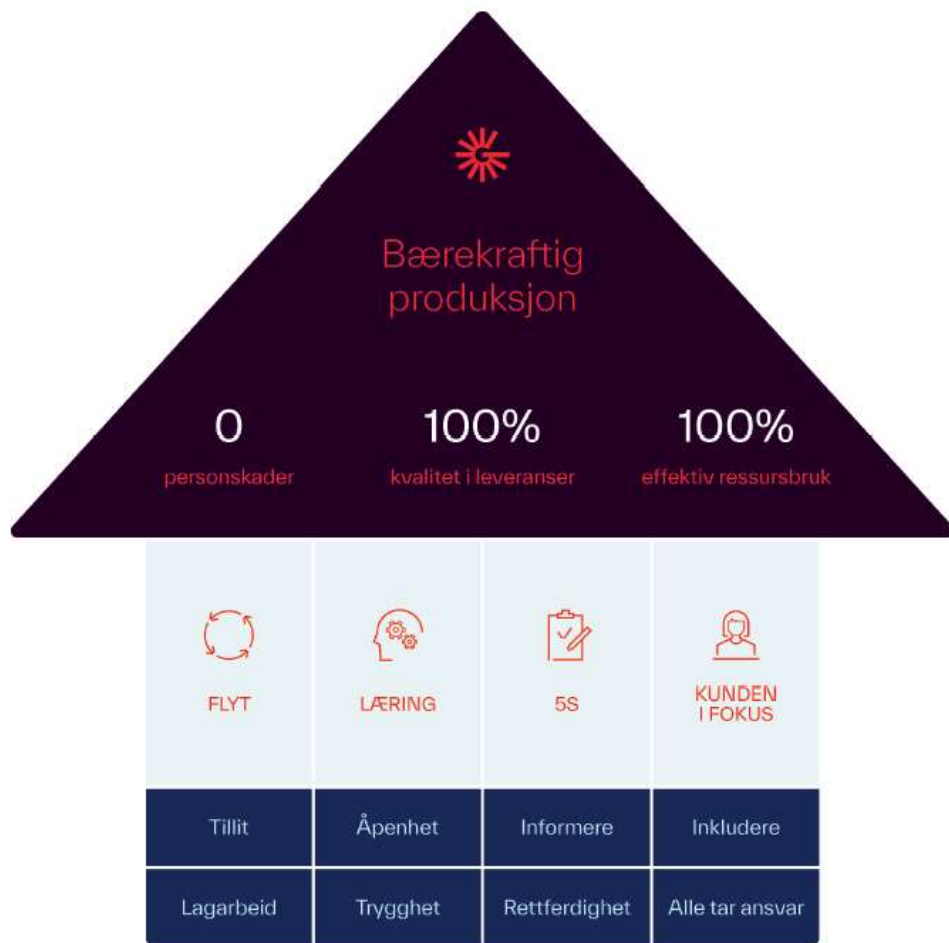 Bærekraftig
produksjon
0
100%
100%
personskader
kvalitet i leveranser
effektiv ressursbruk
FLYT
LÆRING
5S
KUNDEN
I FOKUS
Tillit
Åpenhet
Informere
Inkludere
Lagarbeid
Trygghet
Rettferdighet
Alle tar ansvar